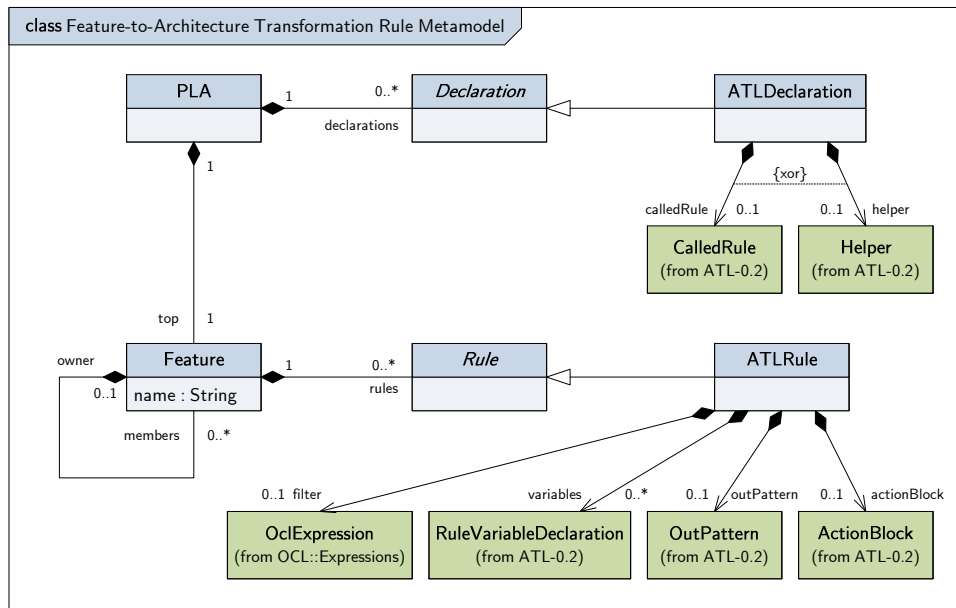 class Feature-to-Architecture Transformation Rule Metamodel
PLA
1
0..*
declarations
Declaration
ATLDeclaration
1
{xor}
calledRule
0..1
0..1
helper
CalledRule
(from ATL-0.2)
Helper
(from ATL-0.2)
top
1
owner
0..1
Feature
name : String
1
0..*
rules
Rule
ATLRule
members
0..*
0..1 filter
variables
0..*
0..1
outPattern
0..1
actionBlock
OclExpression
(from OCL::Expressions)
RuleVariableDeclaration
(from ATL-0.2)
OutPattern
(from ATL-0.2)
ActionBlock
(from ATL-0.2)